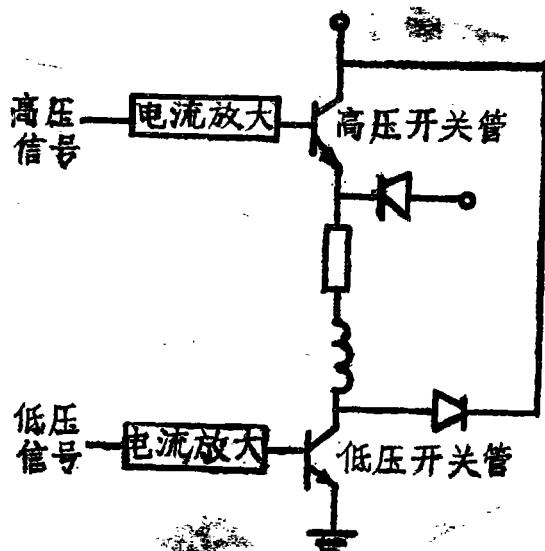 高压
信号
电流放大
高压开关管
低压
信号
电流放大
低压开关管